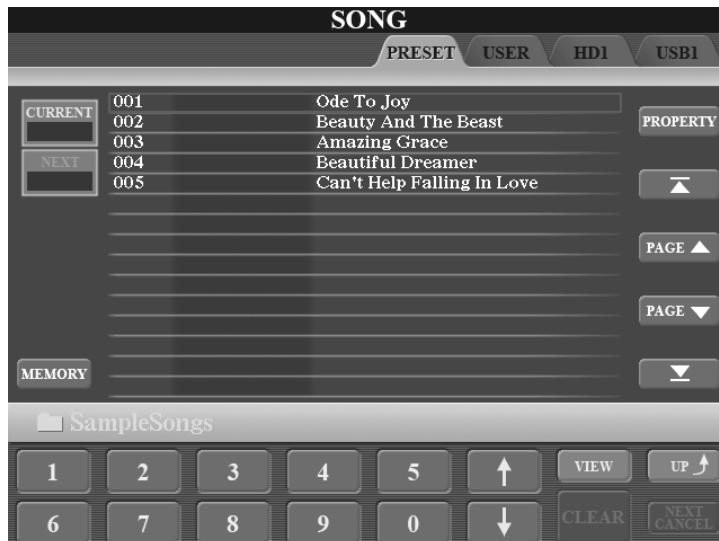 SONG
PRESET USER HD1 USB1
CURRENT
NEXT
001 Ode To Joy
002 Beauty And The Beast
003 Amazing Grace
004 Beautiful Dreamer
005 Can't Help Falling In Love
PROPERTY
PAGE
PAGE
MEMORY
SampleSongs
1 2 3 4 5 VIEW UP
6 7 8 9 0 CLEAR NEXT
CANCEL